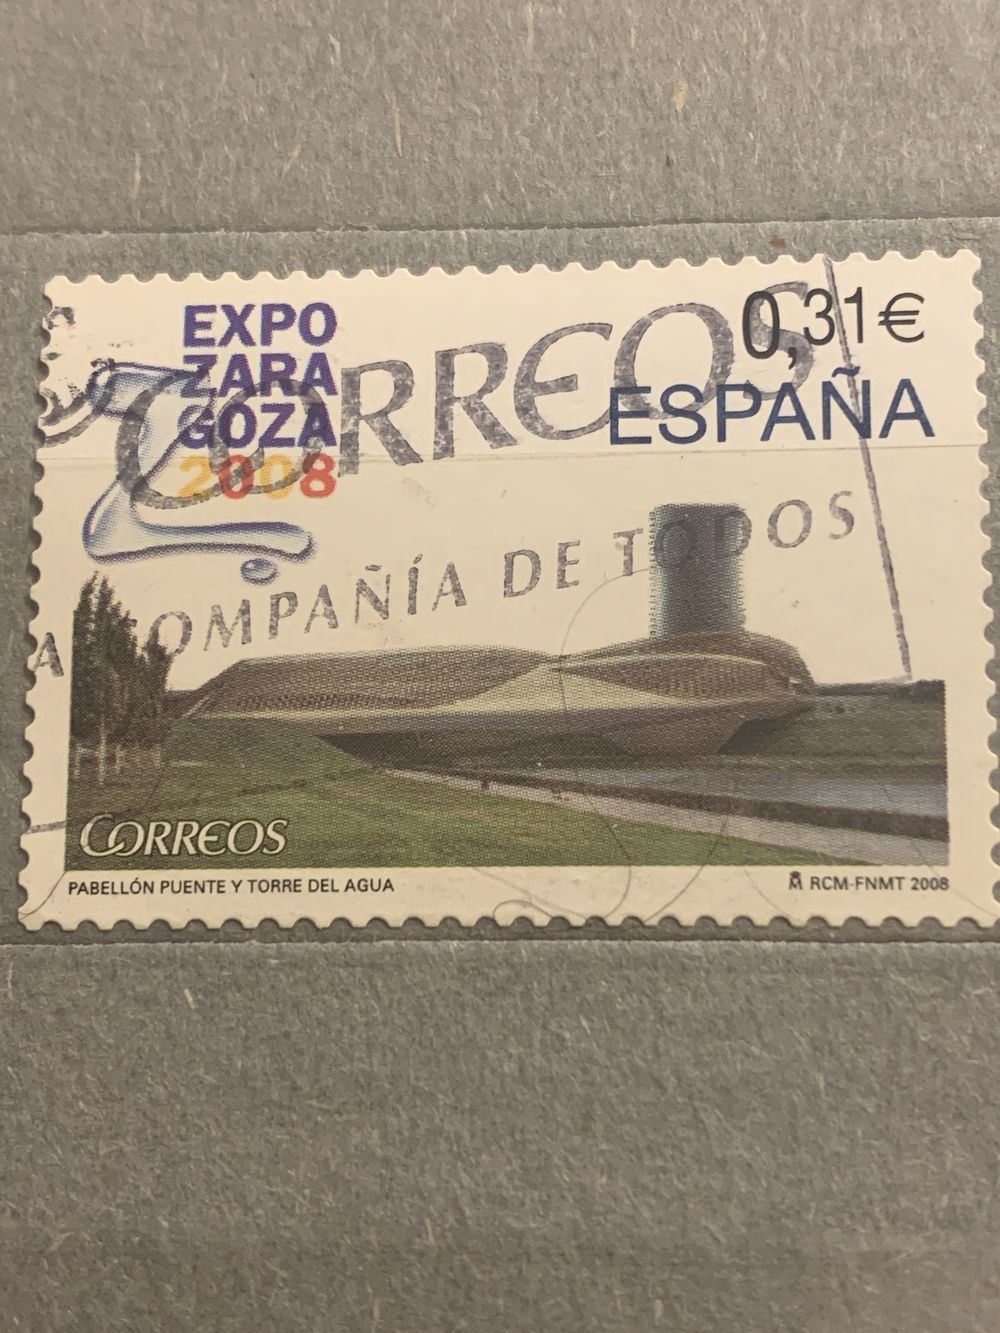 EXPO
ZARA
GOZA
2008
0,31€
ESPAÑA
CORREOS
A COMPAÑÍA DE TODOS
CORREOS
PABELLÓN PUENTE Y TORRE DEL AGUA
RCM-FNMT 2008